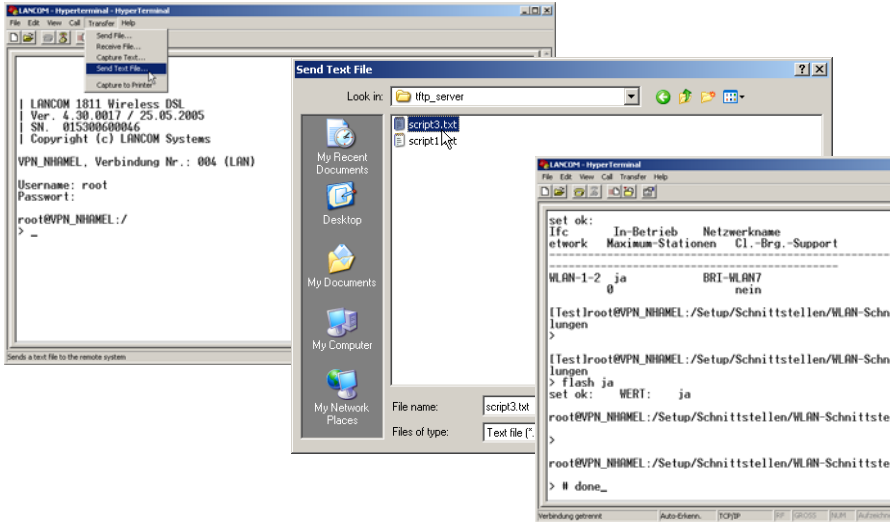 LANCOM - Hyperterminal - HyperTerminal
File Edit View Call Transfer Help
Send File...
Receive File...
Capture Text...
Send Text File...
Capture to Printer
| LANCOM 1811 Wireless DSL
| Ver. 4.30.0017 / 25.05.2005
| SN. 015300600046
| Copyright (c) LANCOM Systems
VPN_NHAMEL, Verbindung Nr.: 004 (LAN)
Username: root
Passwort:
root@VPN_NHAMEL:/
> _
Sends a text file to the remote system
Send Text File
Look in: tftp_server
script3.txt
script1.txt
My Recent Documents
Desktop
My Documents
My Computer
My Network Places
File name: script3.txt
Files of type: Text file (*.
LANCOM - HyperTerminal
File Edit View Call Transfer Help
set ok:
Ifc In-Betrieb Netzwerkname
etwork Maximum-Stationen Cl.-Brg.-Support
WLAN-1-2 ja BRI-WLAN7
0 nein
[Test]root@VPN_NHAMEL:/Setup/Schnittstellen/WLAN-Schn
lungen
>
[Test]root@VPN_NHAMEL:/Setup/Schnittstellen/WLAN-Schn
lungen
> flash ja
set ok: WERT: ja
root@VPN_NHAMEL:/Setup/Schnittstellen/WLAN-Schnittste
>
root@VPN_NHAMEL:/Setup/Schnittstellen/WLAN-Schnittste
> # done_
Verbindung getrennt Auto-Erkenn. TCP/IP RF GROSS NUM Aufzeichn